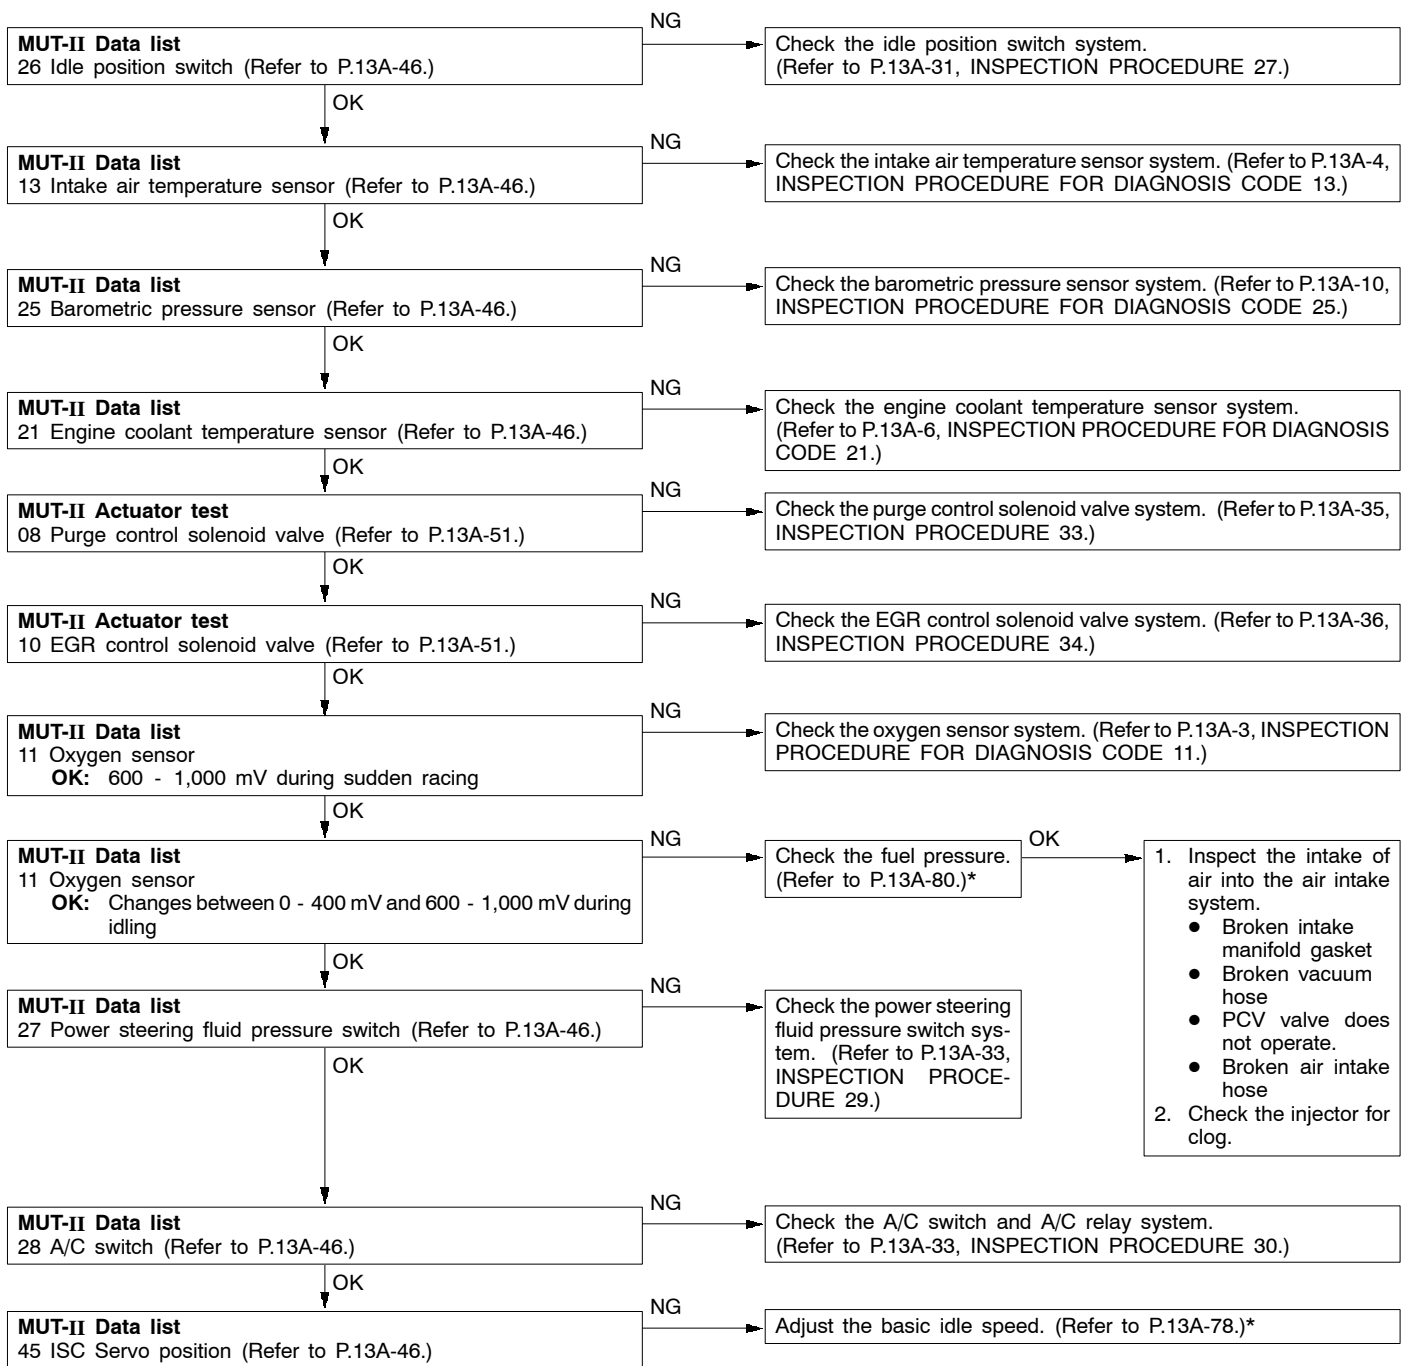 NG
MUT-II Data list
26 Idle position switch (Refer to P.13A-46.)
Check the idle position switch system.
(Refer to P.13A-31, INSPECTION PROCEDURE 27.)
OK
NG
MUT-II Data list
13 Intake air temperature sensor (Refer to P.13A-46.)
Check the intake air temperature sensor system. (Refer to P.13A-4,
INSPECTION PROCEDURE FOR DIAGNOSIS CODE 13.)
OK
NG
MUT-II Data list
25 Barometric pressure sensor (Refer to P.13A-46.)
Check the barometric pressure sensor system. (Refer to P.13A-10,
INSPECTION PROCEDURE FOR DIAGNOSIS CODE 25.)
OK
NG
MUT-II Data list
21 Engine coolant temperature sensor (Refer to P.13A-46.)
Check the engine coolant temperature sensor system.
(Refer to P.13A-6, INSPECTION PROCEDURE FOR DIAGNOSIS
CODE 21.)
OK
NG
MUT-II Actuator test
08 Purge control solenoid valve (Refer to P.13A-51.)
Check the purge control solenoid valve system. (Refer to P.13A-35,
INSPECTION PROCEDURE 33.)
OK
NG
MUT-II Actuator test
10 EGR control solenoid valve (Refer to P.13A-51.)
Check the EGR control solenoid valve system. (Refer to P.13A-36,
INSPECTION PROCEDURE 34.)
OK
NG
MUT-II Data list
11 Oxygen sensor
OK: 600 - 1,000 mV during sudden racing
Check the oxygen sensor system. (Refer to P.13A-3, INSPECTION
PROCEDURE FOR DIAGNOSIS CODE 11.)
OK
NG
MUT-II Data list
11 Oxygen sensor
OK: Changes between 0 - 400 mV and 600 - 1,000 mV during
idling
Check the fuel pressure.
(Refer to P.13A-80.)*
OK
1. Inspect the intake of
air into the air intake
system.
● Broken intake
manifold gasket
● Broken vacuum
hose
● PCV valve does
not operate.
● Broken air intake
hose
2. Check the injector for
clog.
OK
NG
MUT-II Data list
27 Power steering fluid pressure switch (Refer to P.13A-46.)
Check the power steering
fluid pressure switch sys-
tem. (Refer to P.13A-33,
INSPECTION PROCE-
DURE 29.)
OK
NG
MUT-II Data list
28 A/C switch (Refer to P.13A-46.)
Check the A/C switch and A/C relay system.
(Refer to P.13A-33, INSPECTION PROCEDURE 30.)
OK
NG
MUT-II Data list
45 ISC Servo position (Refer to P.13A-46.)
Adjust the basic idle speed. (Refer to P.13A-78.)*